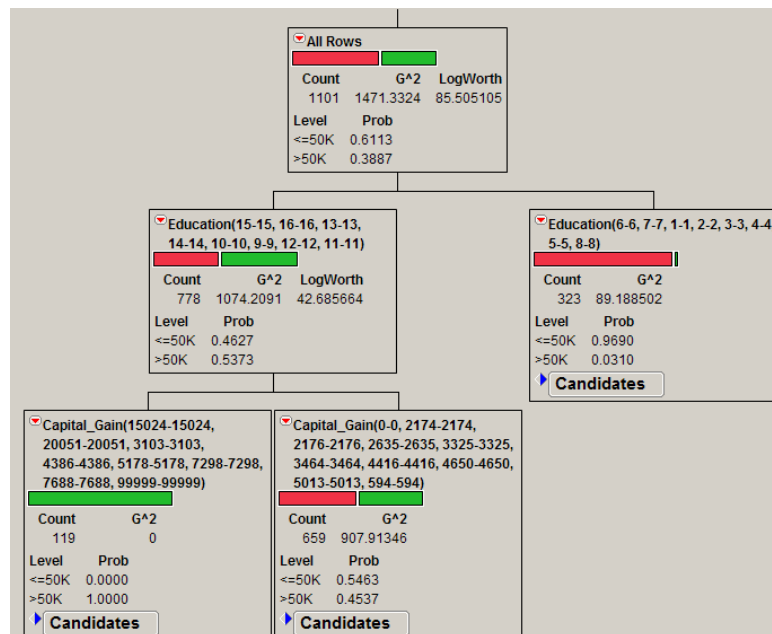 All Rows
Count G^2 LogWorth
1101 1471.3324 85.505105
Level Prob
<=50K 0.6113
>50K 0.3887
Education(15-15, 16-16, 13-13,
14-14, 10-10, 9-9, 12-12, 11-11)
Count G^2 LogWorth
778 1074.2091 42.685664
Level Prob
<=50K 0.4627
>50K 0.5373
Education(6-6, 7-7, 1-1, 2-2, 3-3, 4-4
5-5, 8-8)
Count G^2
323 89.188502
Level Prob
<=50K 0.9690
>50K 0.0310
Candidates
Capital_Gain(15024-15024,
20051-20051, 3103-3103,
4386-4386, 5178-5178, 7298-7298,
7688-7688, 99999-99999)
Count G^2
119 0
Level Prob
<=50K 0.0000
>50K 1.0000
Candidates
Capital_Gain(0-0, 2174-2174,
2176-2176, 2635-2635, 3325-3325,
3464-3464, 4416-4416, 4650-4650,
5013-5013, 594-594)
Count G^2
659 907.91346
Level Prob
<=50K 0.5463
>50K 0.4537
Candidates